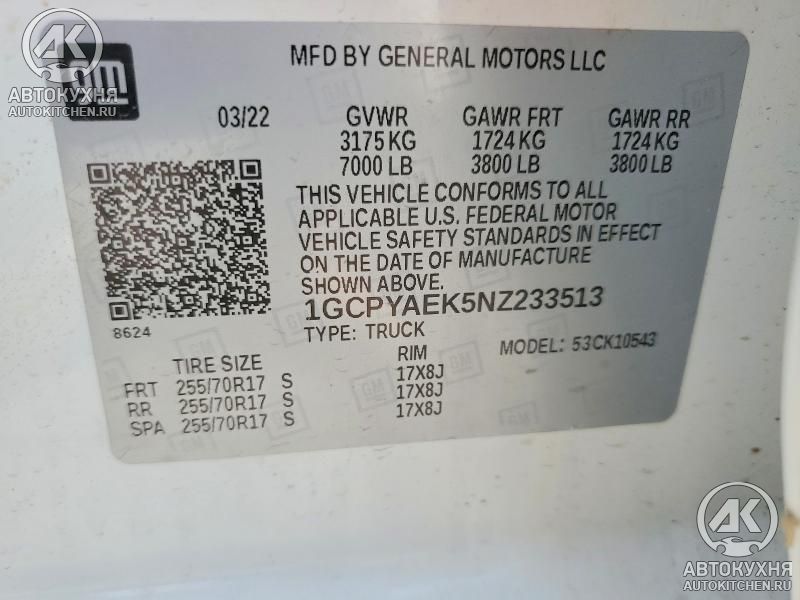 AK
АВТОКУХНЯ
AUTOKITCHEN.RU
gm
MFD BY GENERAL MOTORS LLC
03/22 GVWR GAWR FRT GAWR RR
3175 KG 1724 KG 1724 KG
7000 LB 3800 LB 3800 LB
THIS VEHICLE CONFORMS TO ALL
APPLICABLE U.S. FEDERAL MOTOR
VEHICLE SAFETY STANDARDS IN EFFECT
ON THE DATE OF MANUFACTURE
SHOWN ABOVE.
1GCPYAEK5NZ233513
8624
TYPE: TRUCK MODEL: 53CK10543
TIRE SIZE RIM
FRT 255/70R17 S 17X8J
RR 255/70R17 S 17X8J
SPA 255/70R17 S 17X8J
AK
АВТОКУХНЯ
AUTOKITCHEN.RU